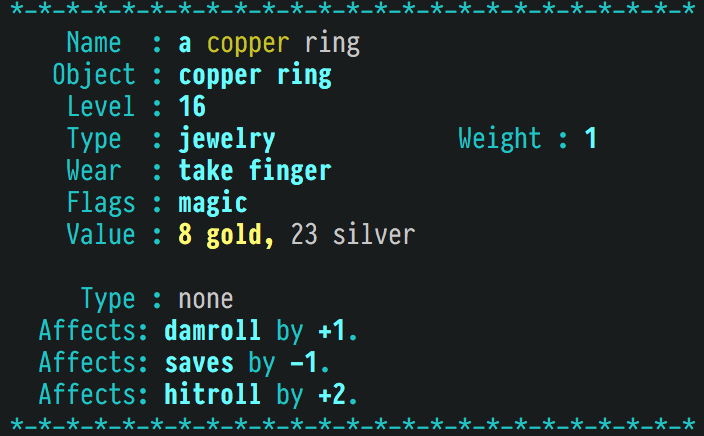 *-*-*-*-*-*-*-*-*-*-*-*-*-*-*-*-*-*-*-*-*-*-*-*-*
Name : a copper ring
Object : copper ring
Level : 16
Type : jewelry Weight : 1
Wear : take finger
Flags : magic
Value : 8 gold, 23 silver
Type : none
Affects: damroll by +1.
Affects: saves by -1.
Affects: hitroll by +2.
*-*-*-*-*-*-*-*-*-*-*-*-*-*-*-*-*-*-*-*-*-*-*-*-*